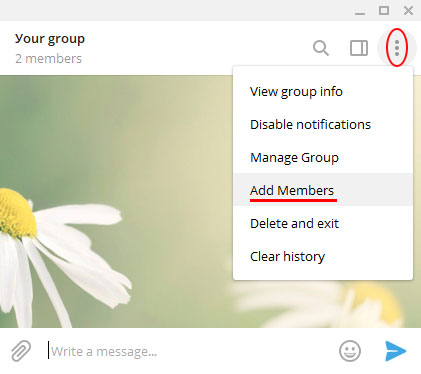 Your group
2 members
View group info
Disable notifications
Manage Group
Add Members
Delete and exit
Clear history
Write a message...